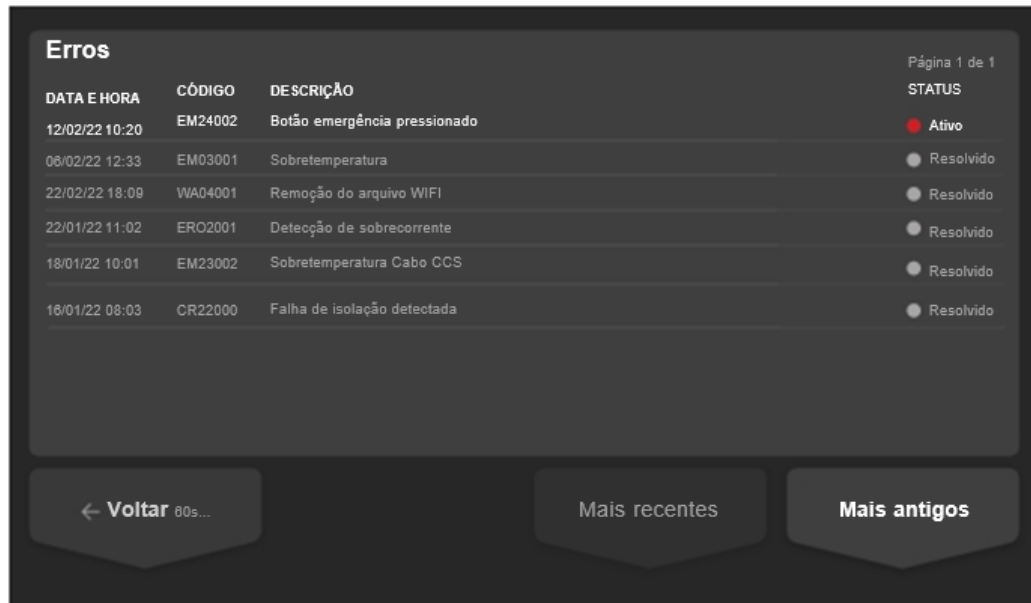 Erros
Página 1 de 1
DATA E HORA CÓDIGO DESCRIÇÃO STATUS
12/02/22 10:20 EM24002 Botão emergência pressionado Ativo
06/02/22 12:33 EM03001 Sobretemperatura Resolvido
22/02/22 18:09 WA04001 Remoção do arquivo WIFI Resolvido
22/01/22 11:02 ERO2001 Detecção de sobrecorrente Resolvido
18/01/22 10:01 EM23002 Sobretemperatura Cabo CCS Resolvido
16/01/22 08:03 CR22000 Falha de isolação detectada Resolvido
← Voltar 60s... Mais recentes Mais antigos